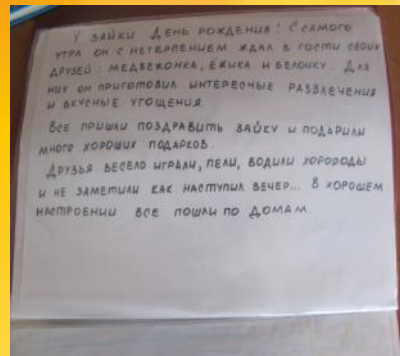 У ЗАЙКИ ДЕНЬ РОЖДЕНИЯ! С САМОГО
УТРА ОН С НЕТЕРПЕНИЕМ ЖДАЛ В ГОСТИ СВОИХ
ДРУЗЕЙ: МЕДВЕЖОНКА, ЁЖИКА И БЕЛОЧКУ. ДЛЯ
НИХ ОН ПРИГОТОВИЛ ИНТЕРЕСНЫЕ РАЗВЛЕЧЕНИЯ
И ВКУСНЫЕ УГОЩЕНИЯ.
ВСЕ ПРИШЛИ ПОЗДРАВИТЬ ЗАЙКУ И ПОДАРИЛИ
МНОГО ХОРОШИХ ПОДАРКОВ.
ДРУЗЬЯ ВЕСЕЛО ИГРАЛИ, ПЕЛИ, ВОДИЛИ ХОРОВОДЫ
И НЕ ЗАМЕТИЛИ КАК НАСТУПИЛ ВЕЧЕР... В ХОРОШЕМ
НАСТРОЕНИИ ВСЕ ПОШЛИ ПО ДОМАМ.